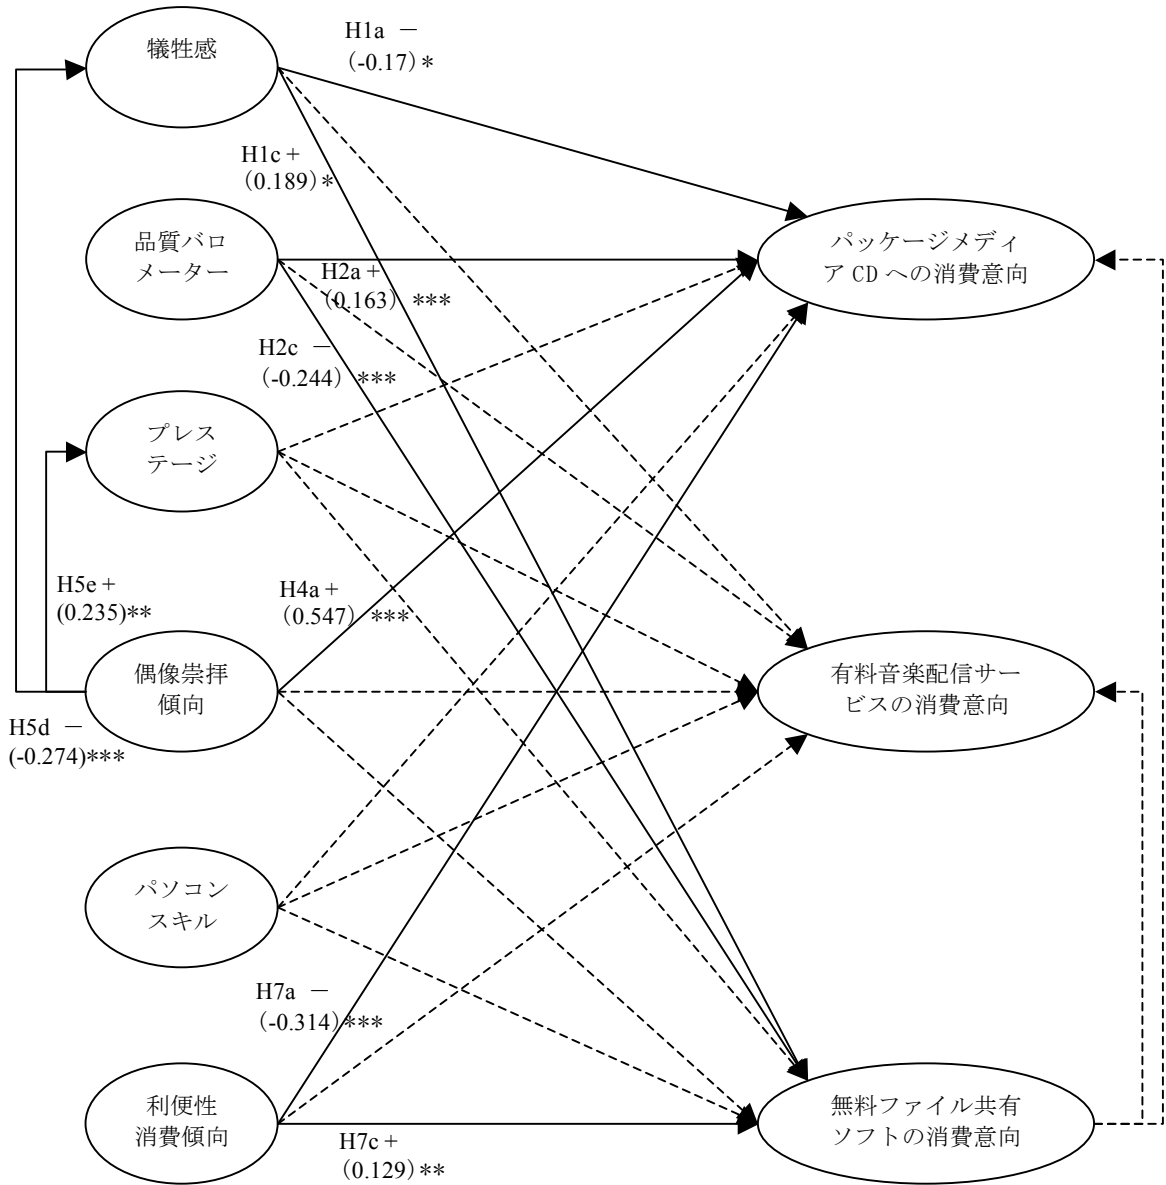 犠牲感
H1a －
(-0.17)*
H1c +
（0.189）*
品質バロ
メーター
パッケージメディ
ア CD への消費意向
H2a +
（0.163） ***
H2c －
（-0.244） ***
プレス
テージ
H5e +
(0.235)**
H4a +
（0.547） ***
偶像崇拝
傾向
有料音楽配信サー
ビスの消費意向
H5d －
(-0.274)***
パソコン
スキル
H7a －
（-0.314）***
利便性
消費傾向
無料ファイル共有
ソフトの消費意向
H7c +
（0.129）**